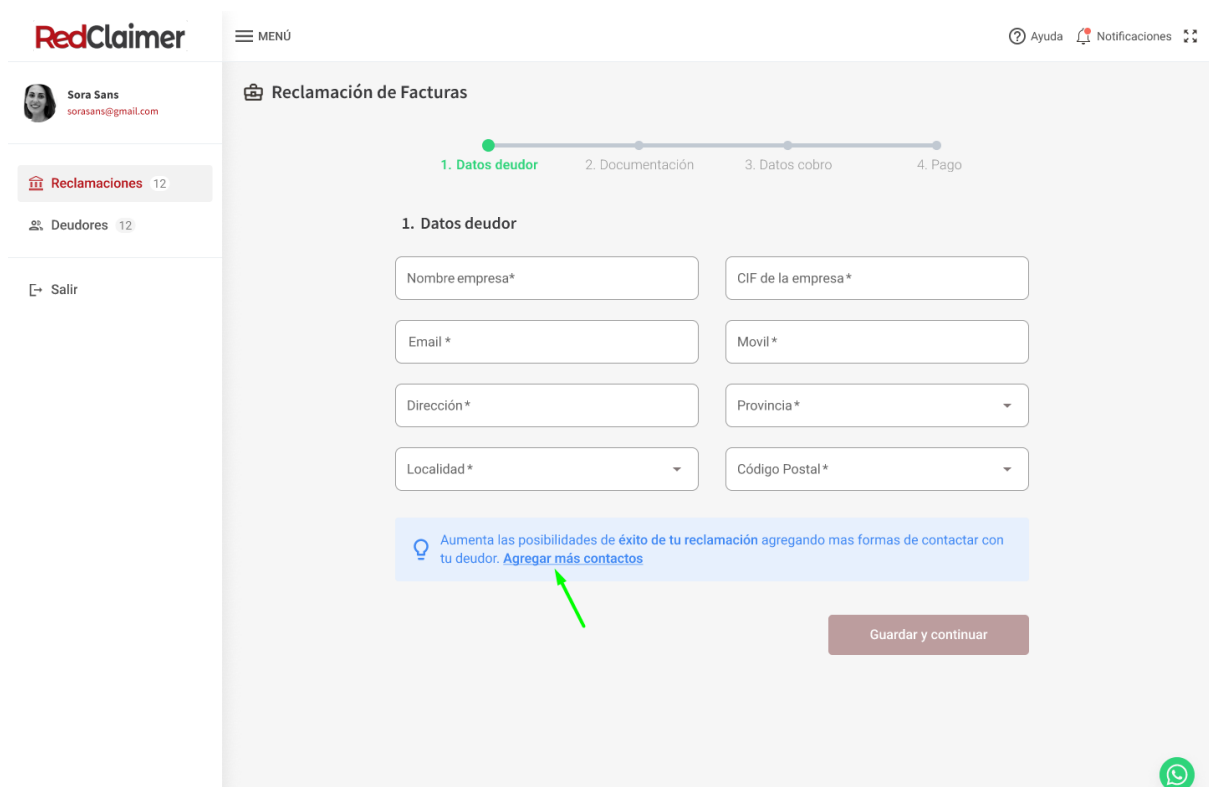 RedClaimer
MENÚ
Ayuda
Notificaciones
Sora Sans
sorasans@gmail.com
Reclamaciones 12
Deudores 12
Salir
Reclamación de Facturas
1. Datos deudor
2. Documentación
3. Datos cobro
4. Pago
1. Datos deudor
Nombre empresa*
CIF de la empresa*
Email *
Movil*
Dirección*
Provincia*
Localidad*
Código Postal*
Aumenta las posibilidades de éxito de tu reclamación agregando mas formas de contactar con
tu deudor. Agregar más contactos
Guardar y continuar